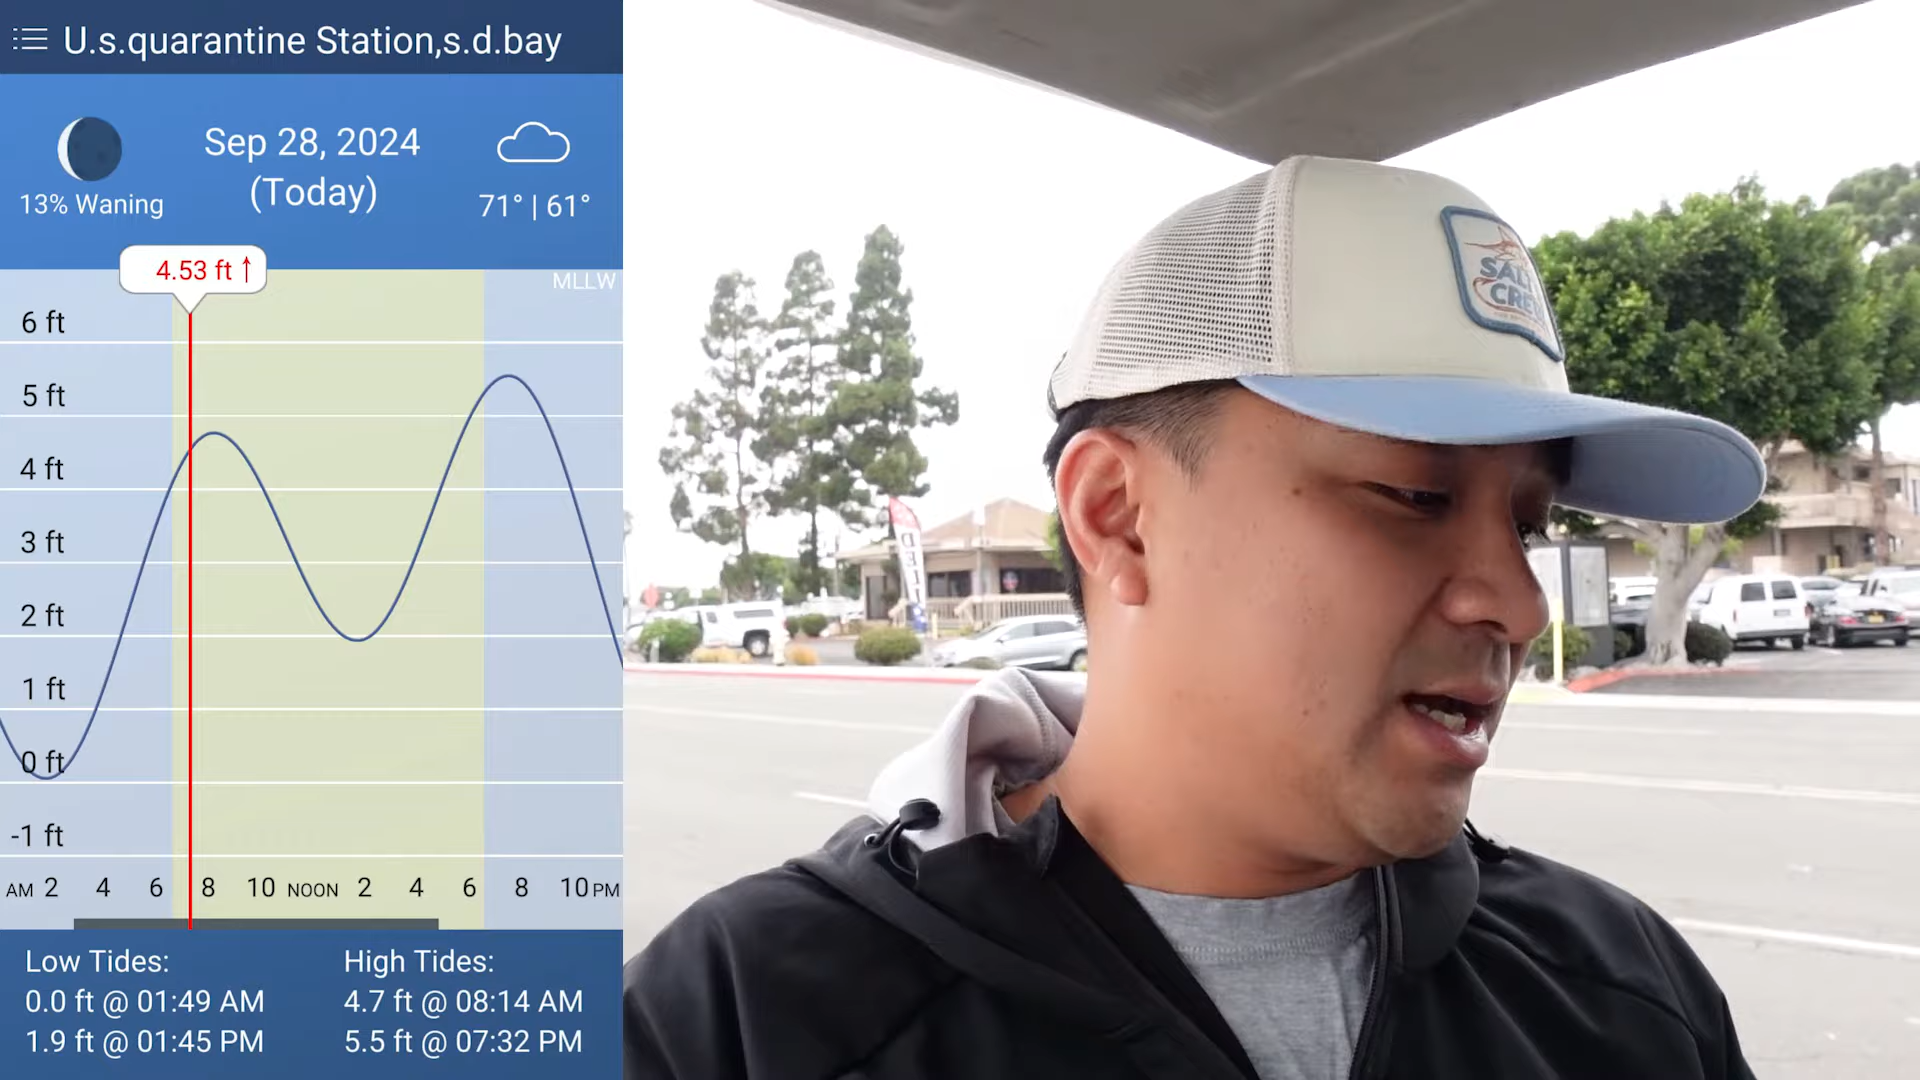 U.s.quarantine Station,s.d.bay
Sep 28, 2024
(Today)
13% Waning
71° | 61°
4.53 ft ↑
MLLW
6 ft
5 ft
4 ft
3 ft
2 ft
1 ft
0 ft
-1 ft
AM 2 4 6 8 10 NOON 2 4 6 8 10 PM
Low Tides:
0.0 ft @ 01:49 AM
1.9 ft @ 01:45 PM
High Tides:
4.7 ft @ 08:14 AM
5.5 ft @ 07:32 PM
SALTY
CREW
DELI